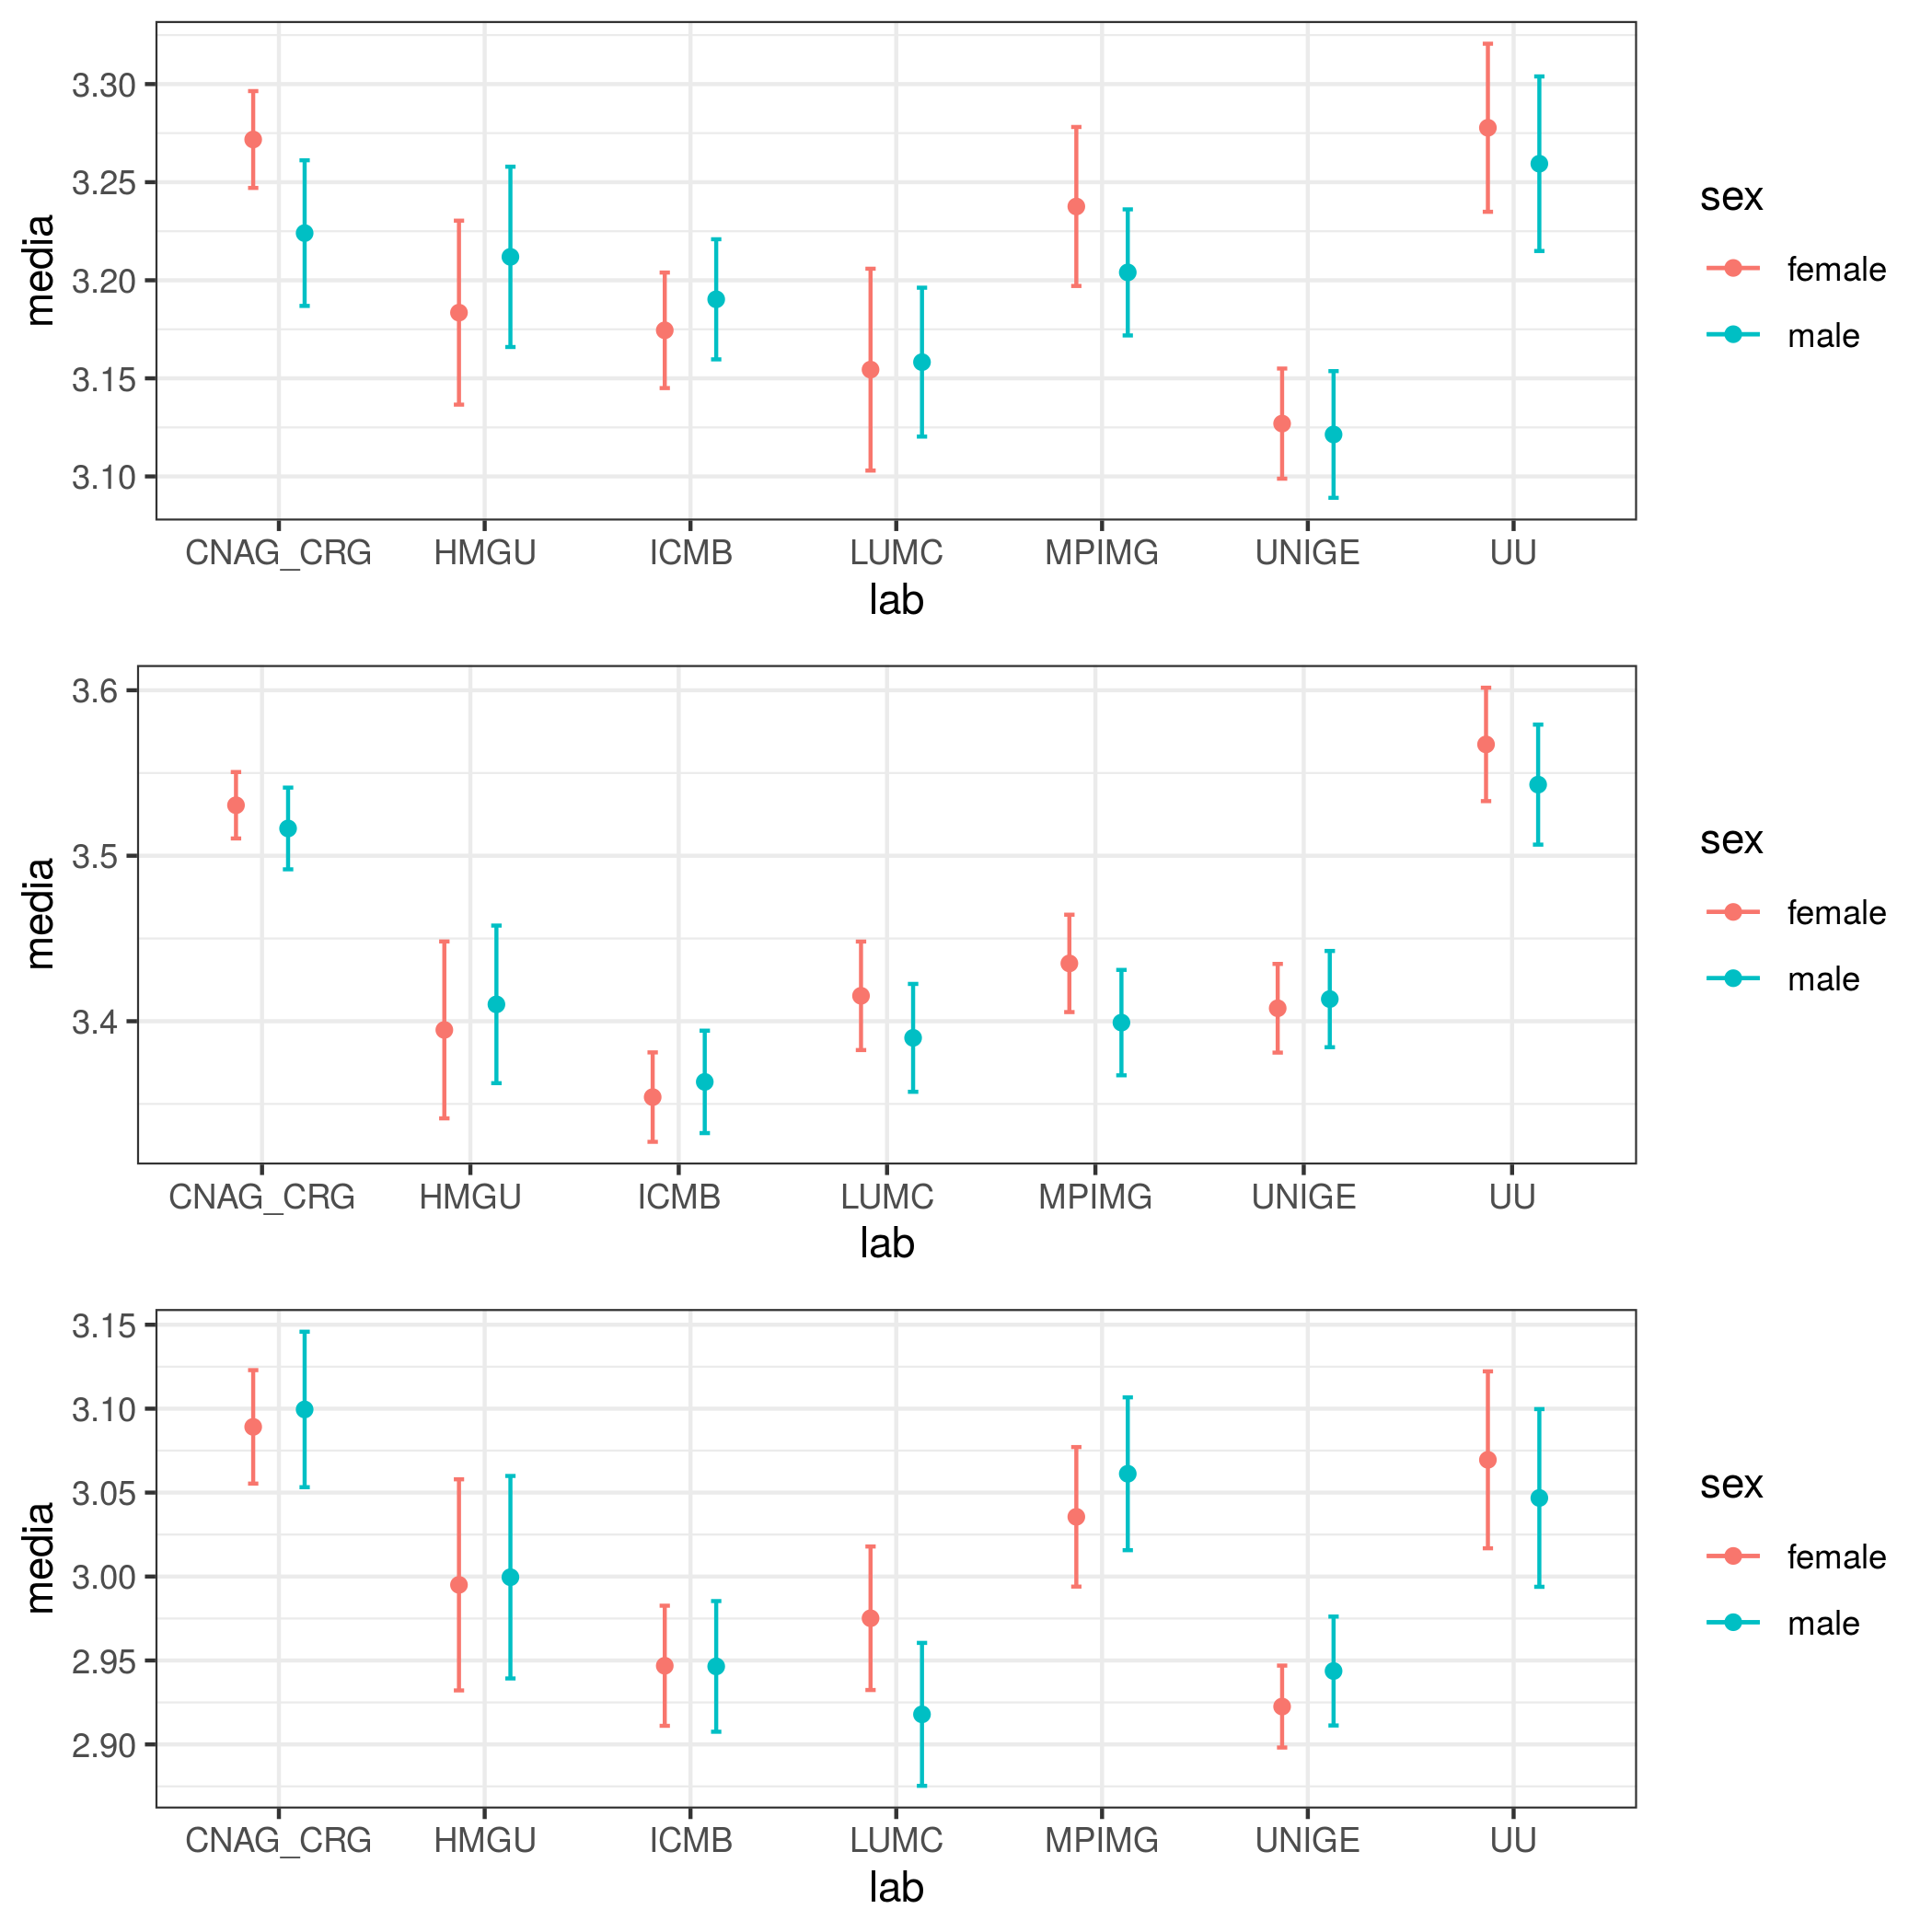 media
3.30
3.25
3.20
3.15
3.10
CNAG_CRG HMGU ICMB LUMC MPIMG UNIGE UU
lab
sex
female
male
media
3.6
3.5
3.4
CNAG_CRG HMGU ICMB LUMC MPIMG UNIGE UU
lab
sex
female
male
media
3.15
3.10
3.05
3.00
2.95
2.90
CNAG_CRG HMGU ICMB LUMC MPIMG UNIGE UU
lab
sex
female
male